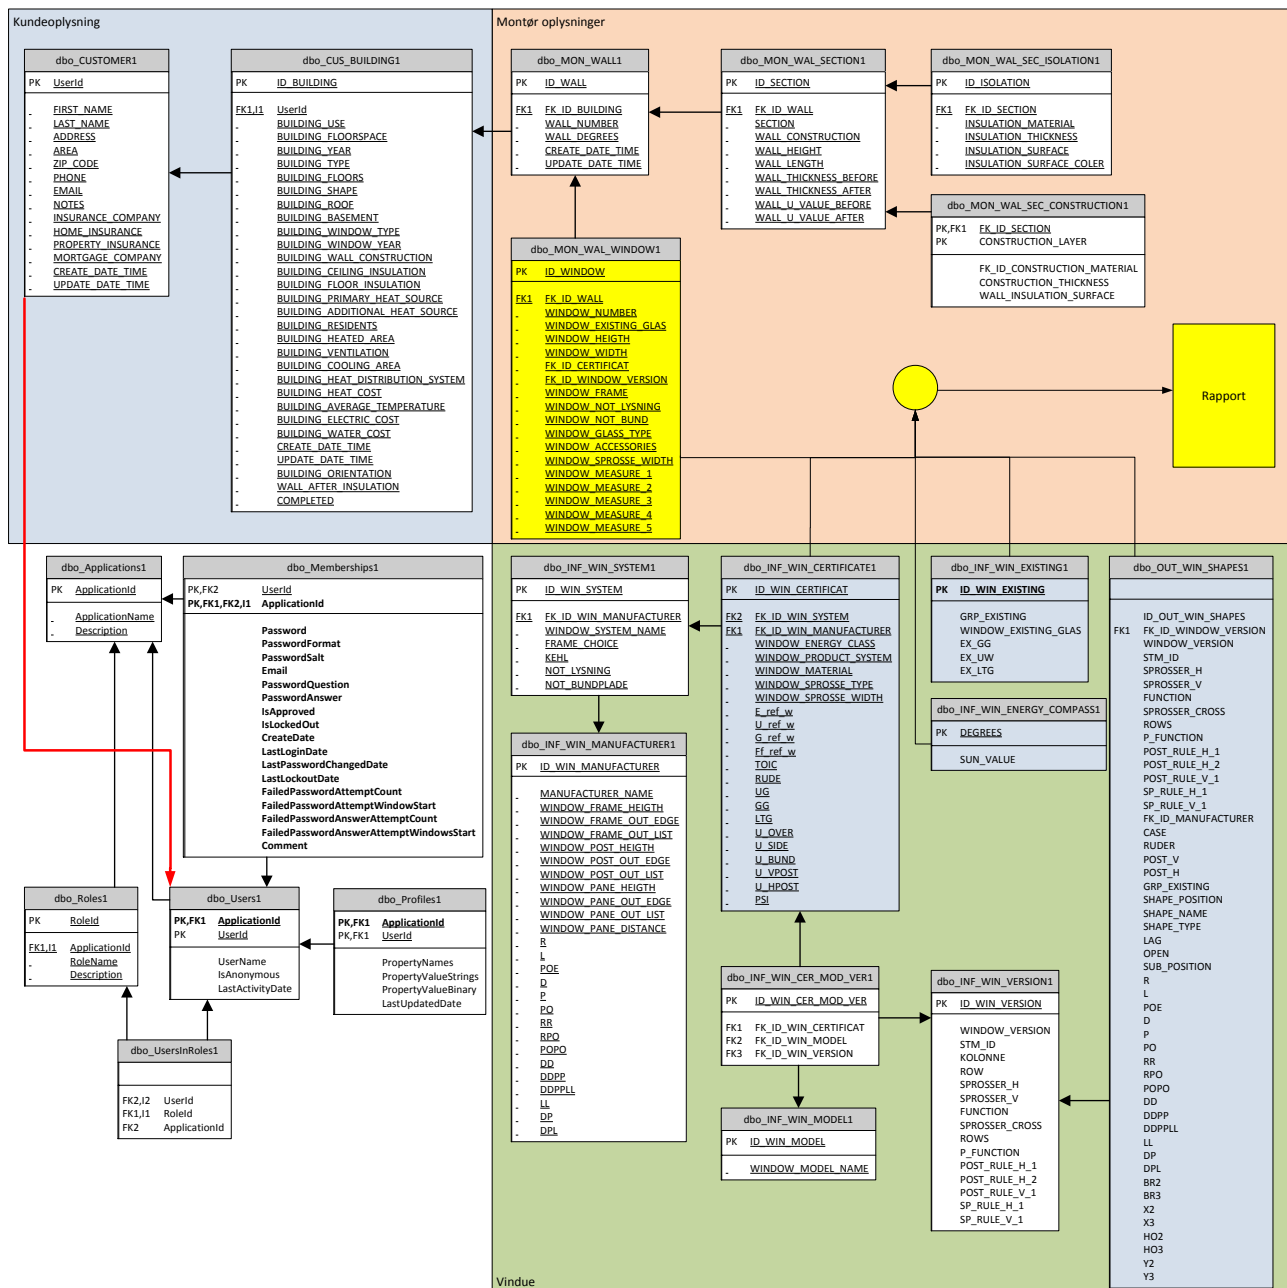 Kundeoplysning
dbo_CUSTOMER1
PK UserId
FIRST_NAME
LAST_NAME
ADDRESS
AREA
ZIP_CODE
PHONE
EMAIL
NOTES
INSURANCE_COMPANY
HOME_INSURANCE
PROPERTY_INSURANCE
MORTGAGE_COMPANY
CREATE_DATE_TIME
UPDATE_DATE_TIME
dbo_CUS_BUILDING1
PK ID_BUILDING
FK1,I1 UserId
BUILDING_USE
BUILDING_FLOORSPACE
BUILDING_YEAR
BUILDING_TYPE
BUILDING_FLOORS
BUILDING_SHAPE
BUILDING_ROOF
BUILDING_BASEMENT
BUILDING_WINDOW_TYPE
BUILDING_WINDOW_YEAR
BUILDING_WALL_CONSTRUCTION
BUILDING_CEILING_INSULATION
BUILDING_FLOOR_INSULATION
BUILDING_PRIMARY_HEAT_SOURCE
BUILDING_ADDITIONAL_HEAT_SOURCE
BUILDING_RESIDENTS
BUILDING_HEATED_AREA
BUILDING_VENTILATION
BUILDING_COOLING_AREA
BUILDING_HEAT_DISTRIBUTION_SYSTEM
BUILDING_HEAT_COST
BUILDING_AVERAGE_TEMPERATURE
BUILDING_ELECTRIC_COST
BUILDING_WATER_COST
CREATE_DATE_TIME
UPDATE_DATE_TIME
BUILDING_ORIENTATION
WALL_AFTER_INSULATION
COMPLETED
Montør oplysninger
dbo_MON_WALL1
PK ID_WALL
FK1 FK_ID_BUILDING
WALL_NUMBER
WALL_DEGREES
CREATE_DATE_TIME
UPDATE_DATE_TIME
dbo_MON_WAL_SECTION1
PK ID_SECTION
FK1 FK_ID_WALL
SECTION
WALL_CONSTRUCTION
WALL_HEIGHT
WALL_LENGTH
WALL_THICKNESS_BEFORE
WALL_THICKNESS_AFTER
WALL_U_VALUE_BEFORE
WALL_U_VALUE_AFTER
dbo_MON_WAL_SEC_ISOLATION1
PK ID_ISOLATION
FK1 FK_ID_SECTION
INSULATION_MATERIAL
INSULATION_THICKNESS
INSULATION_SURFACE
INSULATION_SURFACE_COLER
dbo_MON_WAL_SEC_CONSTRUCTION1
PK,FK1 FK_ID_SECTION
PK CONSTRUCTION_LAYER
FK_ID_CONSTRUCTION_MATERIAL
CONSTRUCTION_THICKNESS
WALL_INSULATION_SURFACE
dbo_MON_WAL_WINDOW1
PK ID_WINDOW
FK1 FK_ID_WALL
WINDOW_NUMBER
WINDOW_EXISTING_GLAS
WINDOW_HEIGTH
WINDOW_WIDTH
FK_ID_CERTIFICAT
FK_ID_WINDOW_VERSION
WINDOW_FRAME
WINDOW_NOT_LYSNING
WINDOW_NOT_BUND
WINDOW_GLASS_TYPE
WINDOW_ACCESSORIES
WINDOW_SPROSSE_WIDTH
WINDOW_MEASURE_1
WINDOW_MEASURE_2
WINDOW_MEASURE_3
WINDOW_MEASURE_4
WINDOW_MEASURE_5
Rapport
dbo_Applications1
PK ApplicationId
ApplicationName
Description
dbo_Memberships1
PK,FK2 UserId
PK,FK1,FK2,I1 ApplicationId
Password
PasswordFormat
PasswordSalt
Email
PasswordQuestion
PasswordAnswer
IsApproved
IsLockedOut
CreateDate
LastLoginDate
LastPasswordChangedDate
LastLockoutDate
FailedPasswordAttemptCount
FailedPasswordAttemptWindowStart
FailedPasswordAnswerAttemptCount
FailedPasswordAnswerAttemptWindowsStart
Comment
dbo_Roles1
PK RoleId
FK1,I1 ApplicationId
RoleName
Description
dbo_Users1
PK,FK1 ApplicationId
PK UserId
UserName
IsAnonymous
LastActivityDate
dbo_Profiles1
PK,FK1 ApplicationId
PK,FK1 UserId
PropertyNames
PropertyValueStrings
PropertyValueBinary
LastUpdatedDate
dbo_UsersInRoles1
FK2,I2 UserId
FK1,I1 RoleId
FK2 ApplicationId
dbo_INF_WIN_SYSTEM1
PK ID_WIN_SYSTEM
FK1 FK_ID_WIN_MANUFACTURER
WINDOW_SYSTEM_NAME
FRAME_CHOICE
KEHL
NOT_LYSNING
NOT_BUNDPLADE
dbo_INF_WIN_MANUFACTURER1
PK ID_WIN_MANUFACTURER
MANUFACTURER_NAME
WINDOW_FRAME_HEIGTH
WINDOW_FRAME_OUT_EDGE
WINDOW_FRAME_OUT_LIST
WINDOW_POST_HEIGTH
WINDOW_POST_OUT_EDGE
WINDOW_POST_OUT_LIST
WINDOW_PANE_HEIGTH
WINDOW_PANE_OUT_EDGE
WINDOW_PANE_OUT_LIST
WINDOW_PANE_DISTANCE
R
L
POE
D
P
PO
RR
RPO
POPO
DD
DDPP
DDPPLL
LL
DP
DPL
dbo_INF_WIN_CERTIFICATE1
PK ID_WIN_CERTIFICAT
FK2 FK_ID_WIN_SYSTEM
FK1 FK_ID_WIN_MANUFACTURER
WINDOW_ENERGY_CLASS
WINDOW_PRODUCT_SYSTEM
WINDOW_MATERIAL
WINDOW_SPROSSE_TYPE
WINDOW_SPROSSE_WIDTH
E_ref_w
U_ref_w
G_ref_w
Ff_ref_w
TOIC
RUDE
UG
GG
LTG
U_OVER
U_SIDE
U_BUND
U_VPOST
U_HPOST
PSI
dbo_INF_WIN_CER_MOD_VER1
PK ID_WIN_CER_MOD_VER
FK1 FK_ID_WIN_CERTIFICAT
FK2 FK_ID_WIN_MODEL
FK3 FK_ID_WIN_VERSION
dbo_INF_WIN_MODEL1
PK ID_WIN_MODEL
WINDOW_MODEL_NAME
dbo_INF_WIN_EXISTING1
PK ID_WIN_EXISTING
GRP_EXISTING
WINDOW_EXISTING_GLAS
EX_GG
EX_UW
EX_LTG
dbo_INF_WIN_ENERGY_COMPASS1
PK DEGREES
SUN_VALUE
dbo_INF_WIN_VERSION1
PK ID_WIN_VERSION
WINDOW_VERSION
STM_ID
KOLONNE
ROW
SPROSSER_H
SPROSSER_V
FUNCTION
SPROSSER_CROSS
ROWS
P_FUNCTION
POST_RULE_H_1
POST_RULE_H_2
POST_RULE_V_1
SP_RULE_H_1
SP_RULE_V_1
dbo_OUT_WIN_SHAPES1
ID_OUT_WIN_SHAPES
FK1 FK_ID_WINDOW_VERSION
WINDOW_VERSION
STM_ID
SPROSSER_H
SPROSSER_V
FUNCTION
SPROSSER_CROSS
ROWS
P_FUNCTION
POST_RULE_H_1
POST_RULE_H_2
POST_RULE_V_1
SP_RULE_H_1
SP_RULE_V_1
FK_ID_MANUFACTURER
CASE
RUDER
POST_V
POST_H
GRP_EXISTING
SHAPE_POSITION
SHAPE_NAME
SHAPE_TYPE
LAG
OPEN
SUB_POSITION
R
L
POE
D
P
PO
RR
RPO
POPO
DD
DDPP
DDPPLL
LL
DP
DPL
BR2
BR3
X2
X3
HO2
HO3
Y2
Y3
Vindue